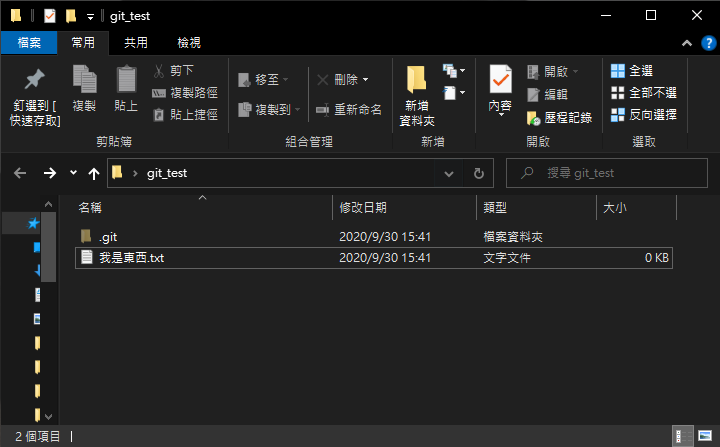 git_test
檔案 常用 共用 檢視
釘選到 [快速存取]
複製
貼上
剪下
複製路徑
貼上捷徑
剪貼簿
移至
複製到
刪除
重新命名
組合管理
新增資料夾
新增
內容
開啟
編輯
歷程記錄
開啟
全選
全部不選
反向選擇
選取
git_test
搜尋 git_test
名稱 修改日期 類型 大小
.git 2020/9/30 15:41 檔案資料夾
我是東西.txt 2020/9/30 15:41 文字文件 0 KB
2 個項目